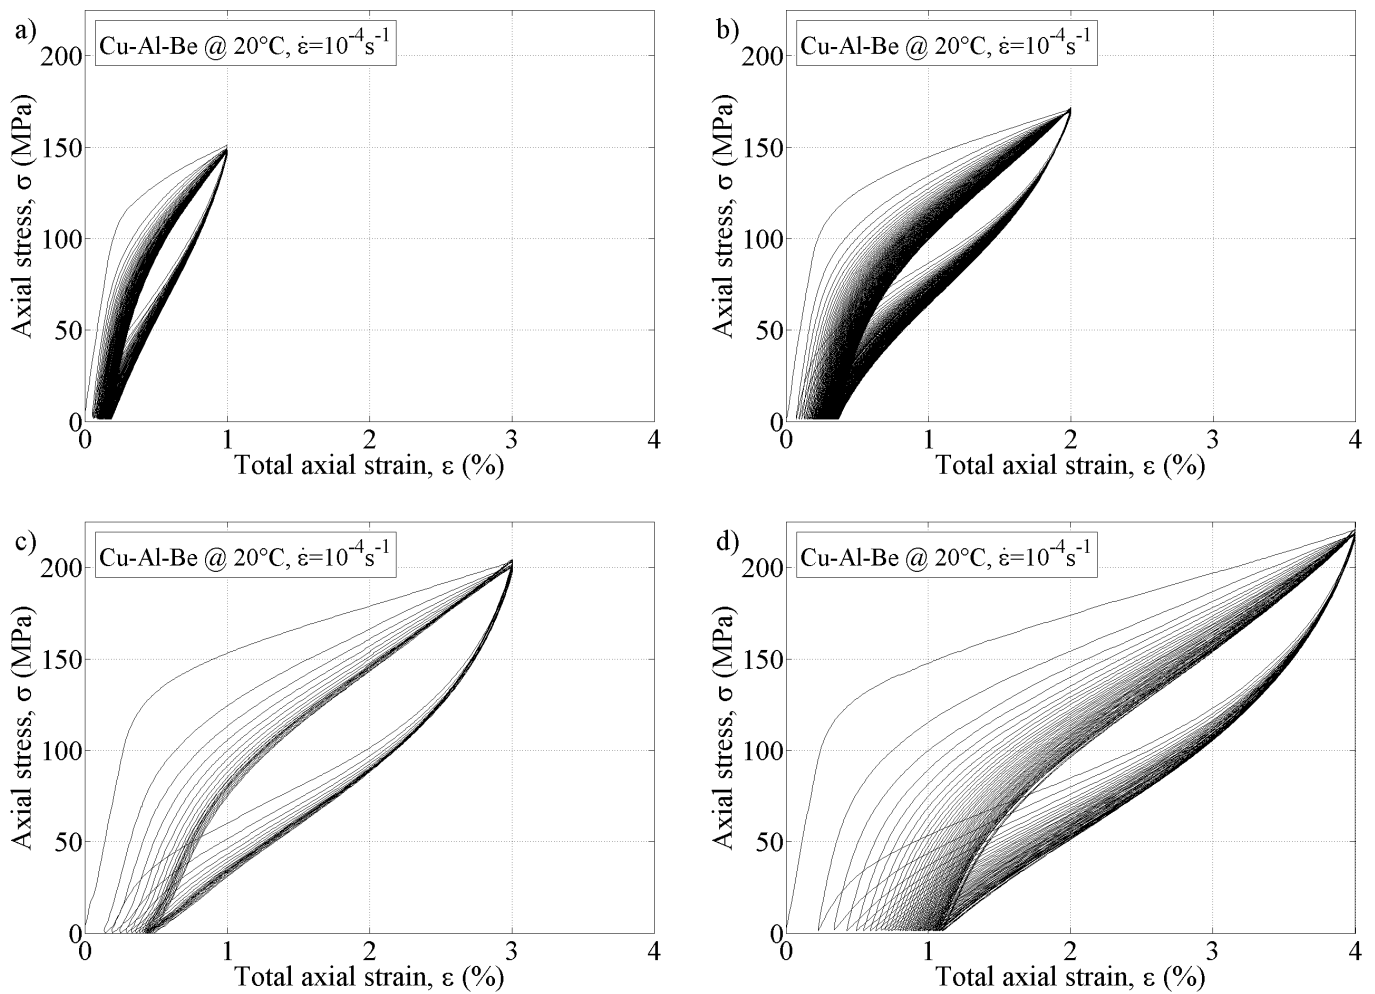 a)
Cu-Al-Be @ 20°C, ε̇=10⁻⁴s⁻¹
Axial stress, σ (MPa)
200
150
100
50
0
0 1 2 3 4
Total axial strain, ε (%)
b)
Cu-Al-Be @ 20°C, ε̇=10⁻⁴s⁻¹
Axial stress, σ (MPa)
200
150
100
50
0
0 1 2 3 4
Total axial strain, ε (%)
c)
Cu-Al-Be @ 20°C, ε̇=10⁻⁴s⁻¹
Axial stress, σ (MPa)
200
150
100
50
0
0 1 2 3 4
Total axial strain, ε (%)
d)
Cu-Al-Be @ 20°C, ε̇=10⁻⁴s⁻¹
Axial stress, σ (MPa)
200
150
100
50
0
0 1 2 3 4
Total axial strain, ε (%)